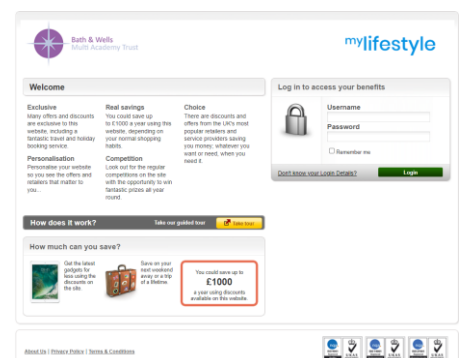 Bath & Wells
Multi Academy Trust
mylifestyle
Welcome
Exclusive
Many offers and discounts
are exclusive to this
website, including a
fantastic travel and holiday
booking service.
Personalisation
Personalise your website
so you see the offers and
retailers that matter to
you...
Real savings
You could save up
to £1000 a year using this
website, depending on
your normal shopping
habits.
Competition
Look out for the regular
competitions on the site
with the opportunity to win
fantastic prizes all year
round.
Choice
There are discounts and
offers from the UK's most
popular retailers and
services, saving
you money; whatever you
want or need, when you
need it.
Log in to access your benefits
Username
Password
Remember me
Don't know your Login Details?
Login
How does it work?
Take our guided tour
Take tour
How much can you save?
Get the latest
gadgets for
less using the
discounts on
the site.
Save on your
next weekend
away or a trip
of a lifetime.
You could save up to
£1000
a year using discounts
available on this website.
About Us | Privacy Policy | Terms & Conditions